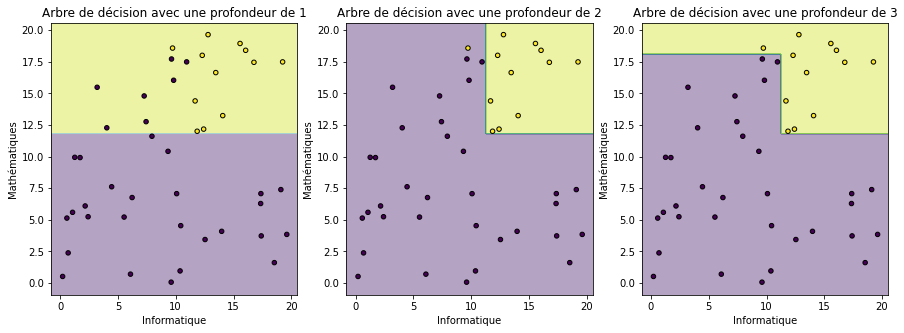 Arbre de décision avec une profondeur de 1
20.0
17.5
15.0
12.5
10.0
7.5
5.0
2.5
0.0
Mathématiques
0 5 10 15 20
Informatique
Arbre de décision avec une profondeur de 2
20.0
17.5
15.0
12.5
10.0
7.5
5.0
2.5
0.0
Mathématiques
0 5 10 15 20
Informatique
Arbre de décision avec une profondeur de 3
20.0
17.5
15.0
12.5
10.0
7.5
5.0
2.5
0.0
Mathématiques
0 5 10 15 20
Informatique